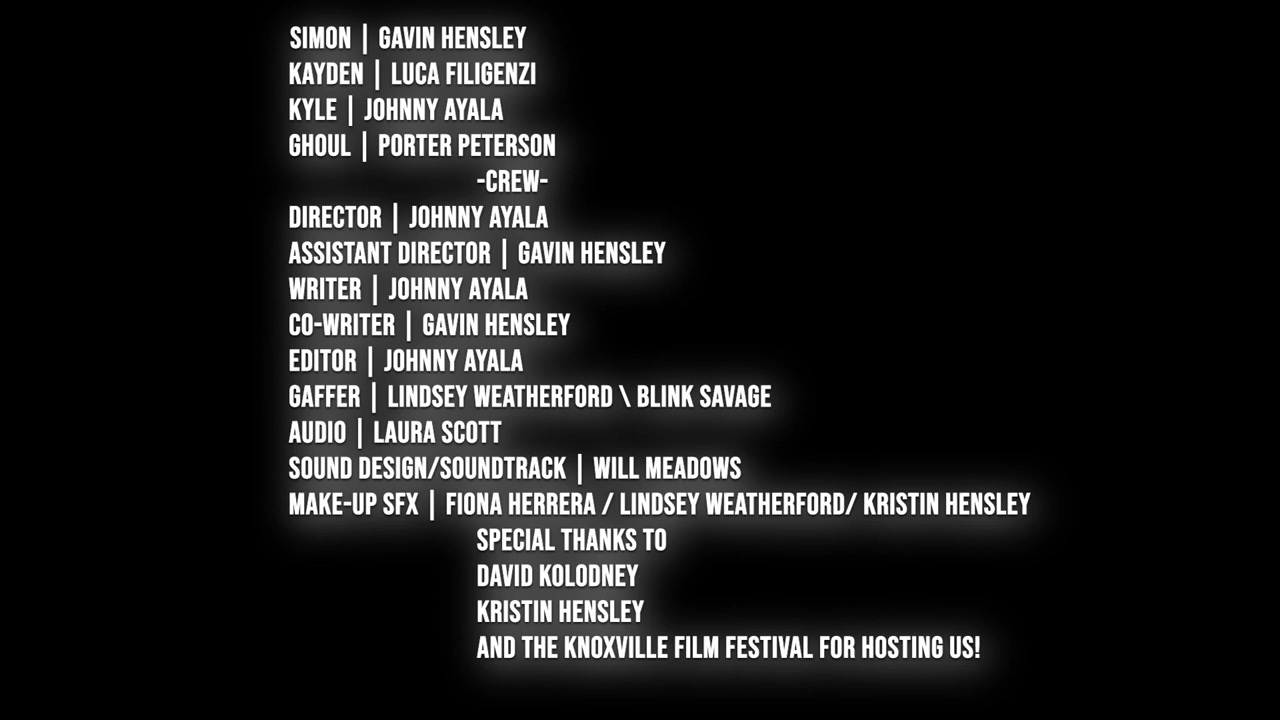 SIMON | GAVIN HENSLEY
KAYDEN | LUCA FILIGENZI
KYLE | JOHNNY AYALA
GHOUL | PORTER PETERSON
-CREW-
DIRECTOR | JOHNNY AYALA
ASSISTANT DIRECTOR | GAVIN HENSLEY
WRITER | JOHNNY AYALA
CO-WRITER | GAVIN HENSLEY
EDITOR | JOHNNY AYALA
GAFFER | LINDSEY WEATHERFORD \ BLINK SAVAGE
AUDIO | LAURA SCOTT
SOUND DESIGN/SOUNDTRACK | WILL MEADOWS
MAKE-UP SFX | FIONA HERRERA / LINDSEY WEATHERFORD/ KRISTIN HENSLEY
SPECIAL THANKS TO
DAVID KOLODNEY
KRISTIN HENSLEY
AND THE KNOXVILLE FILM FESTIVAL FOR HOSTING US!